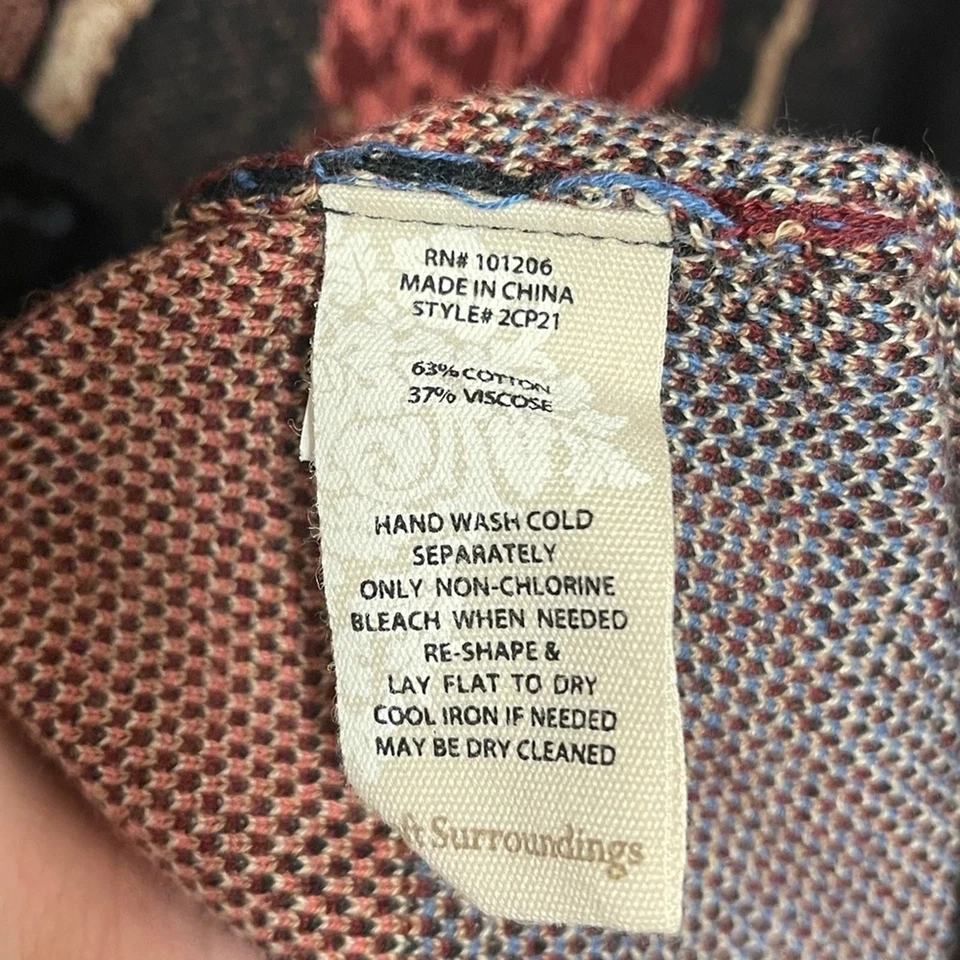 RN# 101206
MADE IN CHINA
STYLE# 2CP21
63% COTTON
37% VISCOSE
HAND WASH COLD
SEPARATELY
ONLY NON-CHLORINE
BLEACH WHEN NEEDED
RE-SHAPE &
LAY FLAT TO DRY
COOL IRON IF NEEDED
MAY BE DRY CLEANED
ft Surroundings